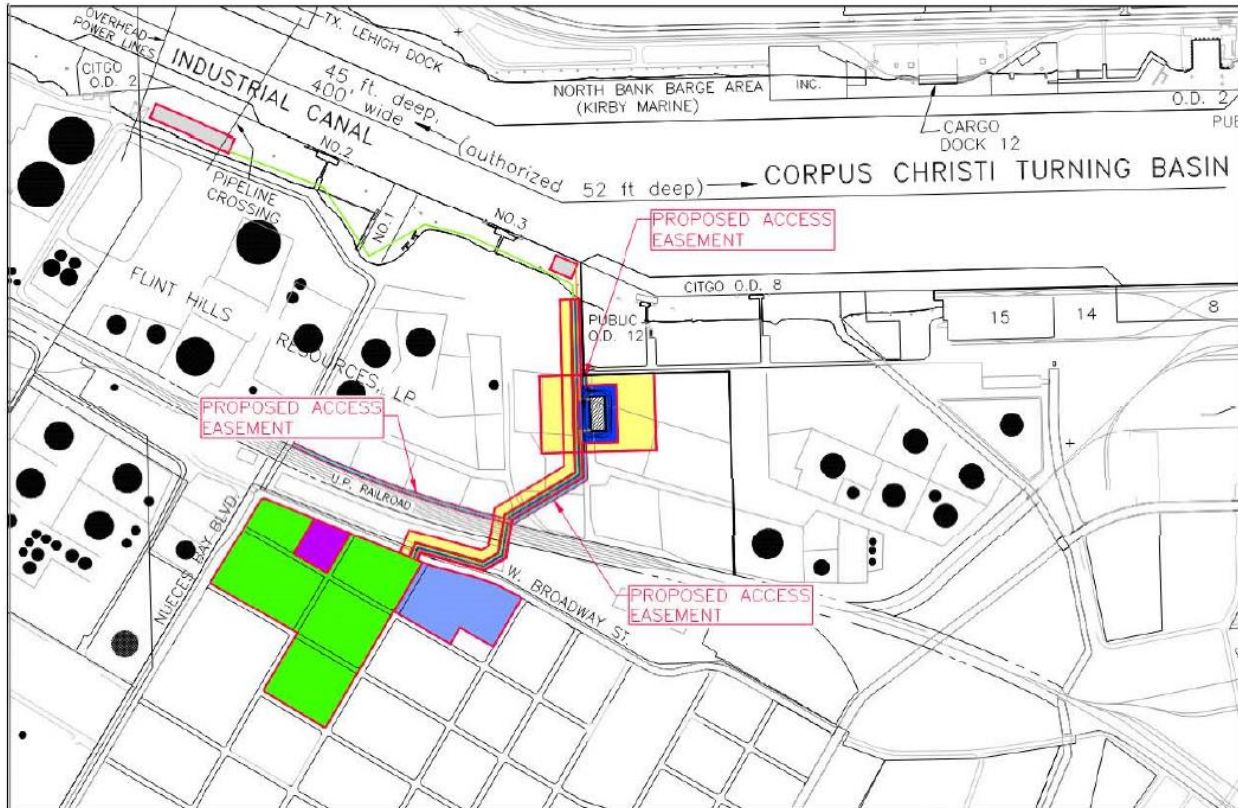 OVERHEAD
POWER LINES
CITGO
O.D. 2
INDUSTRIAL CANAL
TX. LEHIGH DOCK
45 ft. deep,
400' wide
(authorized
52 ft deep)
NORTH BANK BARGE AREA
(KIRBY MARINE)
INC.
CARGO
DOCK 12
O.D. 2
PUB
CORPUS CHRISTI TURNING BASIN
NO.2
PIPELINE
CROSSING
NO.1
NO.3
PROPOSED ACCESS
EASEMENT
CITGO O.D. 8
PUBLIC
O.D. 12
15
14
8
FLINT HILLS
RESOURCES, LP
PROPOSED ACCESS
EASEMENT
U.P. RAILROAD
NUECES BAY BLVD.
W. BROADWAY ST.
PROPOSED ACCESS
EASEMENT